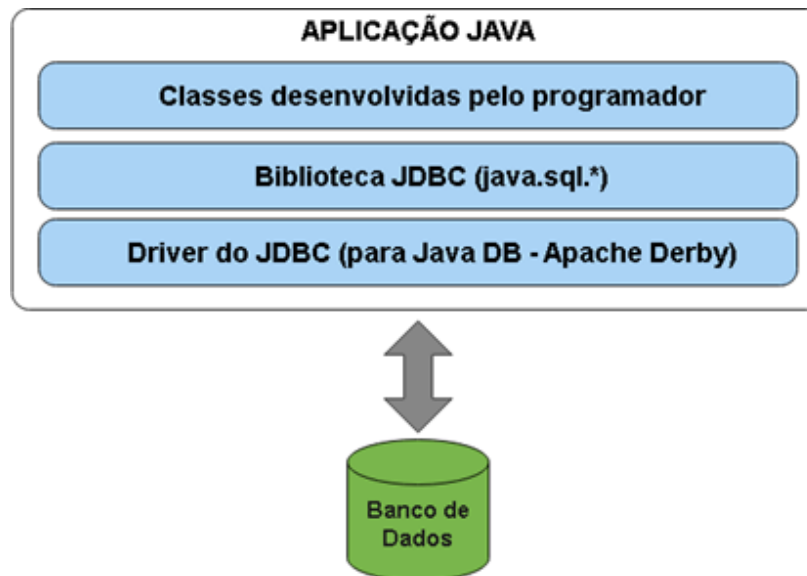 APLICAÇÃO JAVA
Classes desenvolvidas pelo programador
Biblioteca JDBC (java.sql.*)
Driver do JDBC (para Java DB - Apache Derby)
Banco de
Dados